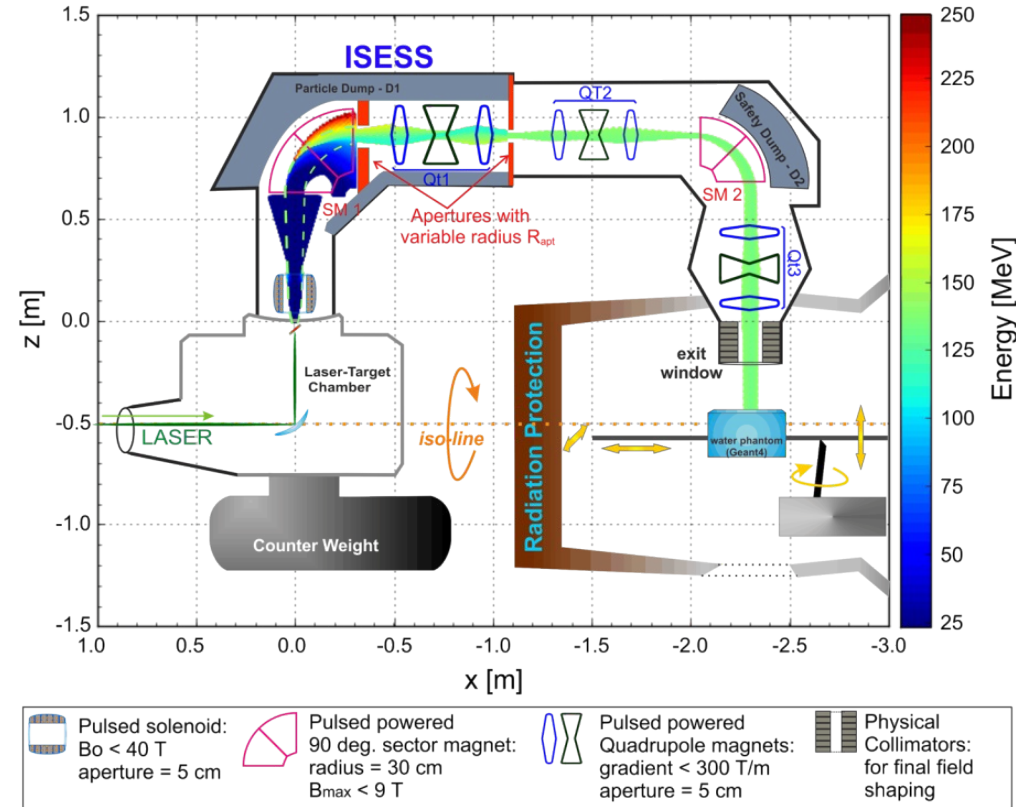 ISESS
Particle Dump - D1
QT2
Safety Dump - D2
SM 1
Qt1
SM 2
Apertures with
variable radius Rapt
Qt3
Laser-Target
Chamber
exit
window
LASER
iso-line
Radiation Protection
water phantom
(Geant4)
Counter Weight
z [m]
1.5
1.0
0.5
0.0
-0.5
-1.0
-1.5
1.0
0.5
0.0
-0.5
-1.0
-1.5
-2.0
-2.5
-3.0
x [m]
250
225
200
175
150
125
100
75
50
25
Energy [MeV]
Pulsed solenoid:
Bo < 40 T
aperture = 5 cm
Pulsed powered
90 deg. sector magnet:
radius = 30 cm
Bmax < 9 T
Pulsed powered
Quadrupole magnets:
gradient < 300 T/m
aperture = 5 cm
Physical
Collimators:
for final field
shaping